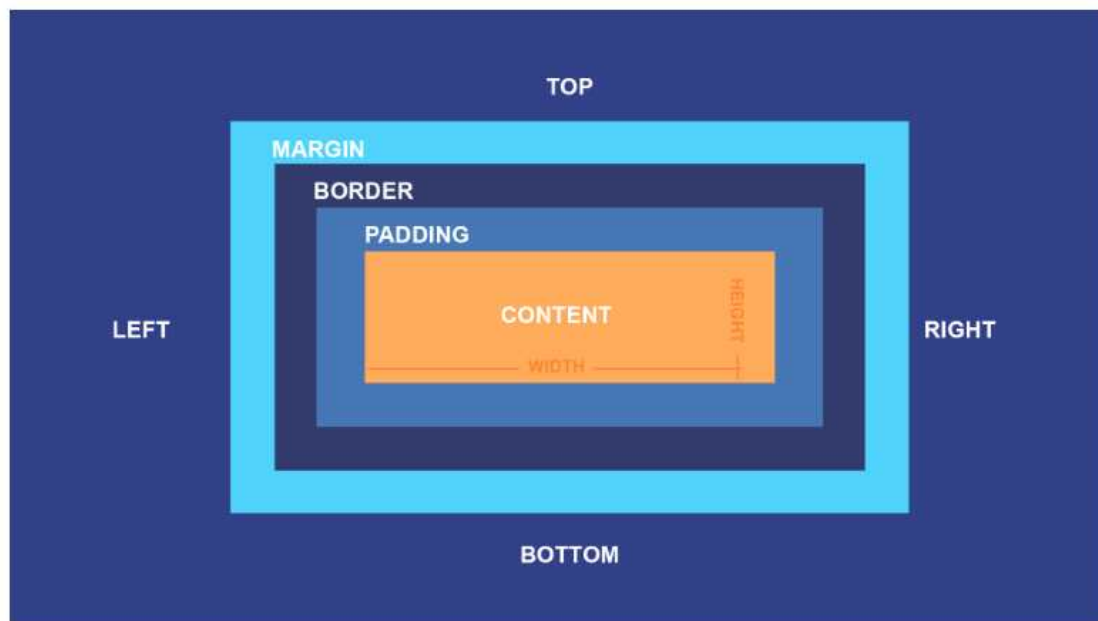 TOP
MARGIN
BORDER
PADDING
CONTENT
HEIGHT
WIDTH
LEFT
RIGHT
BOTTOM